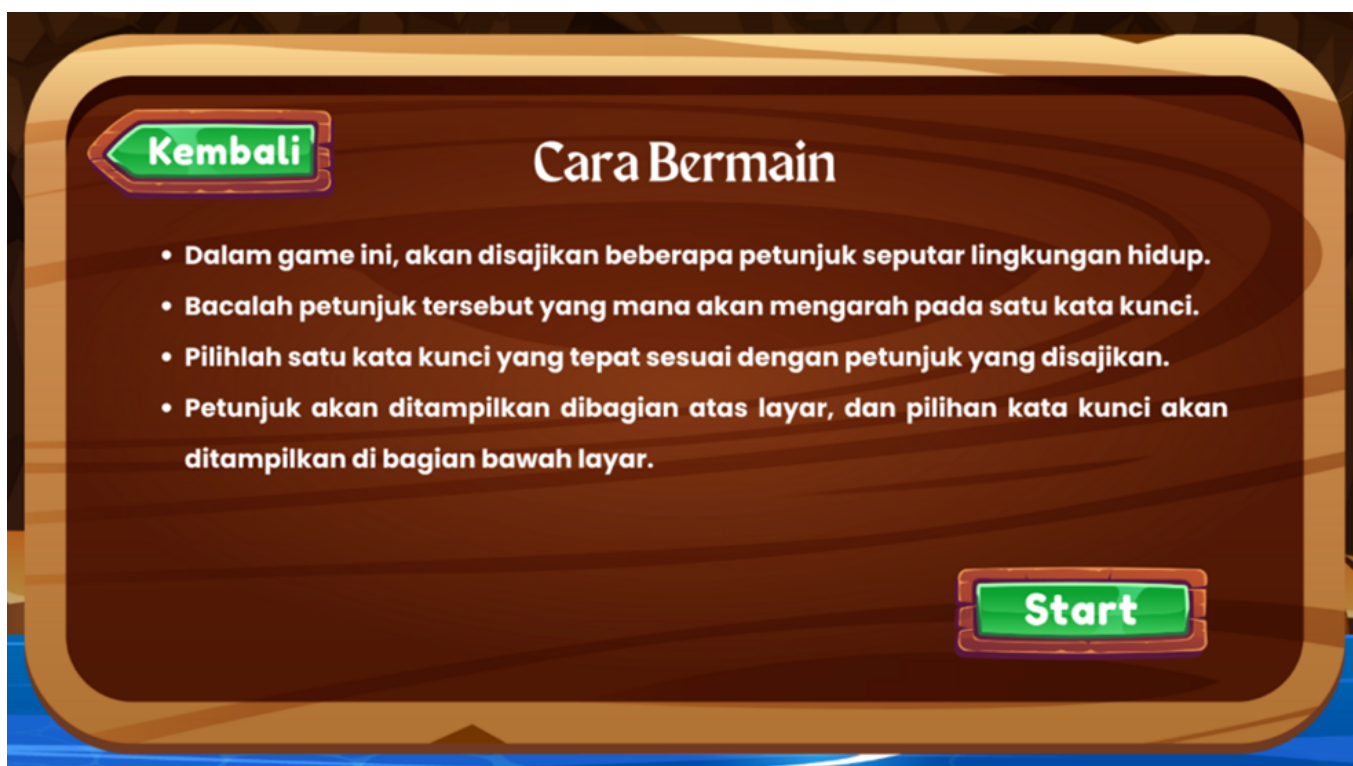 Kembali
Cara Bermain
• Dalam game ini, akan disajikan beberapa petunjuk seputar lingkungan hidup.
• Bacalah petunjuk tersebut yang mana akan mengarah pada satu kata kunci.
• Pilihlah satu kata kunci yang tepat sesuai dengan petunjuk yang disajikan.
• Petunjuk akan ditampilkan dibagian atas layar, dan pilihan kata kunci akan
ditampilkan di bagian bawah layar.
Start